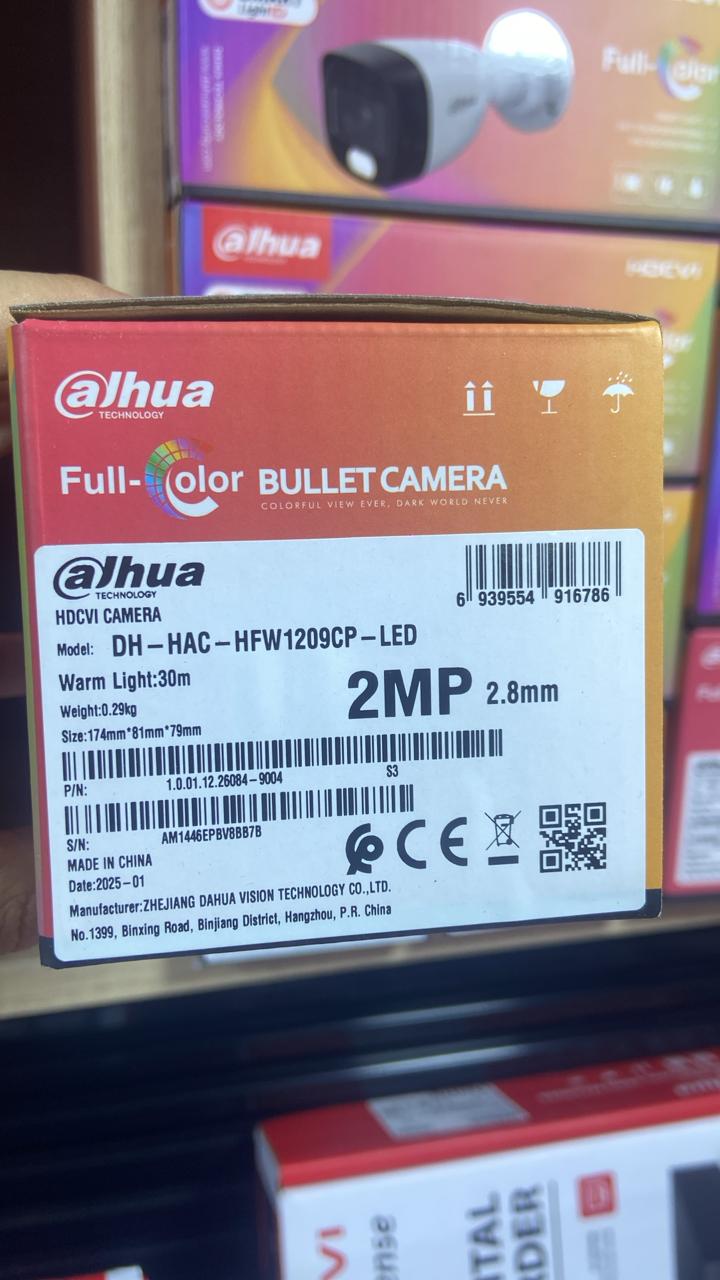 Light
Full-Color
alhua
HDCVI
alhua
TECHNOLOGY
Full-Color BULLET CAMERA
COLORFUL VIEW EVER, DARK WORLD NEVER
alhua
TECHNOLOGY
6 939554 916786
HDCVI CAMERA
Model: DH-HAC-HFW1209CP-LED
Warm Light:30m
2MP 2.8mm
Weight:0.29kg
Size:174mm*81mm*79mm
P/N: 1.0.01.12.26084-9004 S3
S/N: AM1446EPBV8BB7B
CE
MADE IN CHINA
Date:2025-01
Manufacturer:ZHEJIANG DAHUA VISION TECHNOLOGY CO.,LTD.
No.1399, Binxing Road, Binjiang District, Hangzhou, P.R. China